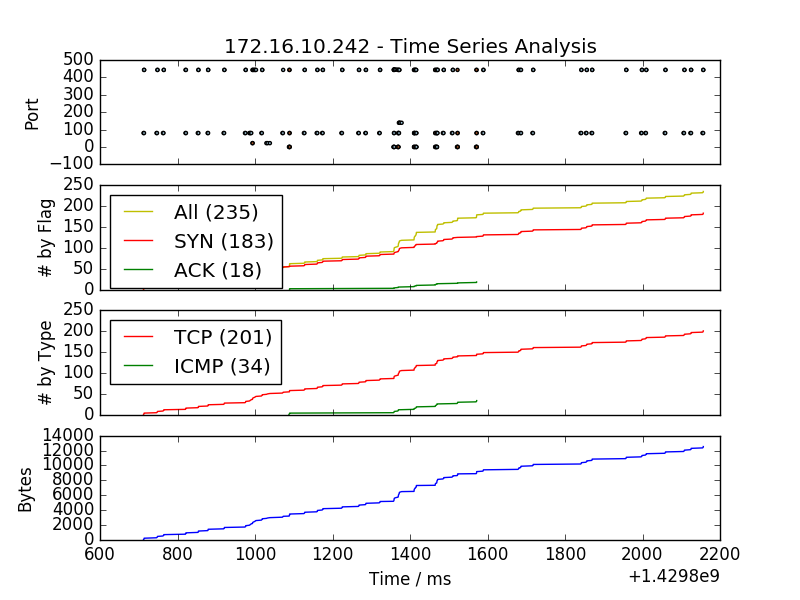 172.16.10.242 - Time Series Analysis
500
400
300
200
100
0
−100
Port
250
200
150
100
50
0
# by Flag
All (235)
SYN (183)
ACK (18)
250
200
150
100
50
0
# by Type
TCP (201)
ICMP (34)
14000
12000
10000
8000
6000
4000
2000
0
Bytes
600 800 1000 1200 1400 1600 1800 2000 2200
Time / ms
+1.4298e9